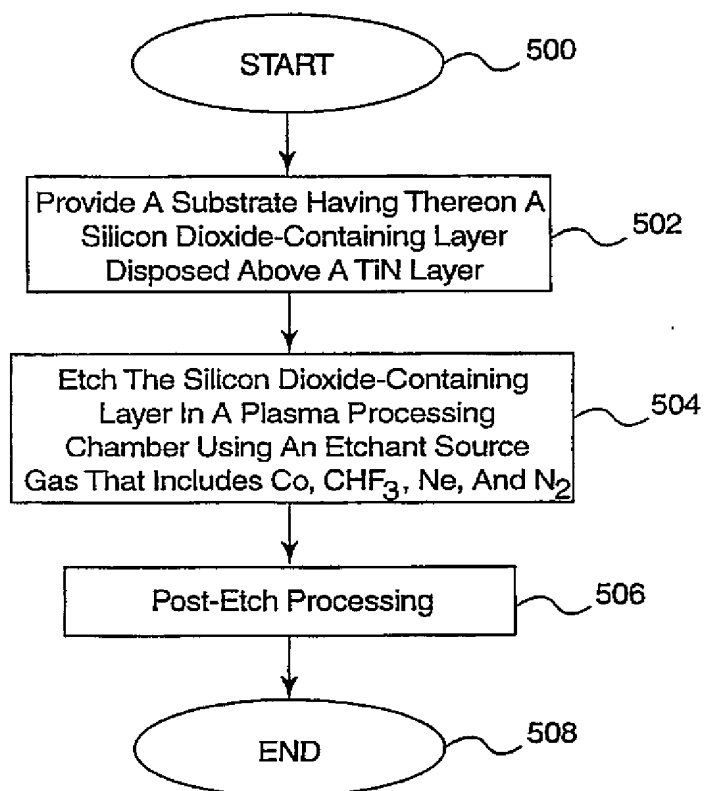 START
500
Provide A Substrate Having Thereon A
Silicon Dioxide-Containing Layer
Disposed Above A TiN Layer
502
Etch The Silicon Dioxide-Containing
Layer In A Plasma Processing
Chamber Using An Etchant Source
Gas That Includes Co, CHF3, Ne, And N2
504
Post-Etch Processing
506
END
508